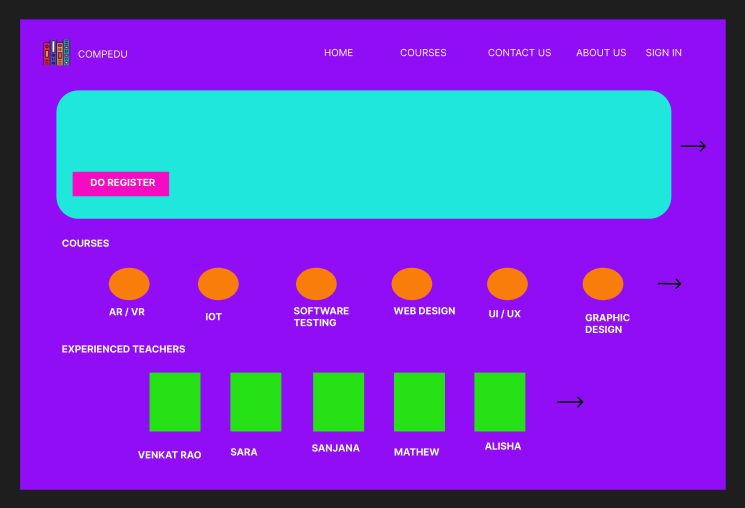 COMPEDU
HOME
COURSES
CONTACT US
ABOUT US
SIGN IN
DO REGISTER
COURSES
AR / VR
IOT
SOFTWARE
TESTING
WEB DESIGN
UI / UX
GRAPHIC
DESIGN
EXPERIENCED TEACHERS
VENKAT RAO
SARA
SANJANA
MATHEW
ALISHA